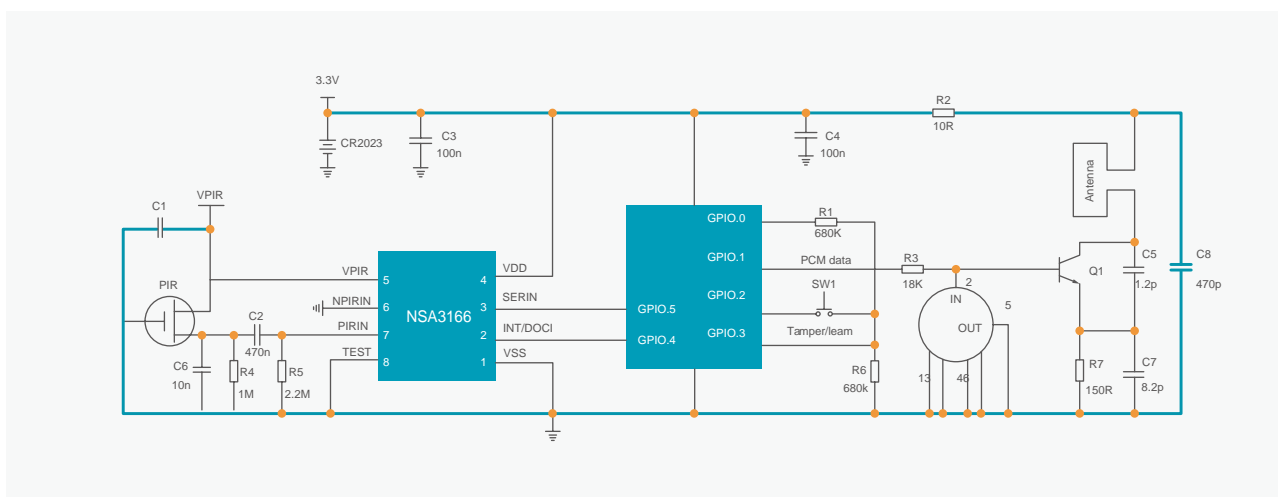 3.3V
R2
10R
CR2023
C3
100n
C4
100n
Antenna
VPIR
C1
GPIO.0
R1
680K
VPIR
5
4
VDD
GPIO.1
PCM data
R3
18K
2
Q1
C5
1.2p
C8
470p
PIR
NPIRIN
6
NSA3166
3
SERIN
GPIO.5
GPIO.2
SW1
IN
5
C2
470n
PIRIN
7
2
INT/DOCI
GPIO.4
GPIO.3
Tamper/learn
OUT
TEST
8
1
VSS
C6
10n
R4
1M
R5
2.2M
R6
680k
13
46
R7
150R
C7
8.2p